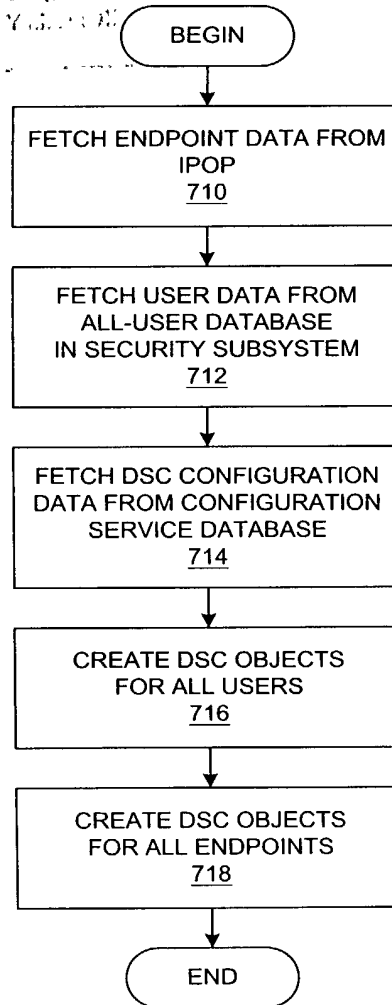 BEGIN
FETCH ENDPOINT DATA FROM
IPOP
710
FETCH USER DATA FROM
ALL-USER DATABASE
IN SECURITY SUBSYSTEM
712
FETCH DSC CONFIGURATION
DATA FROM CONFIGURATION
SERVICE DATABASE
714
CREATE DSC OBJECTS
FOR ALL USERS
716
CREATE DSC OBJECTS
FOR ALL ENDPOINTS
718
END